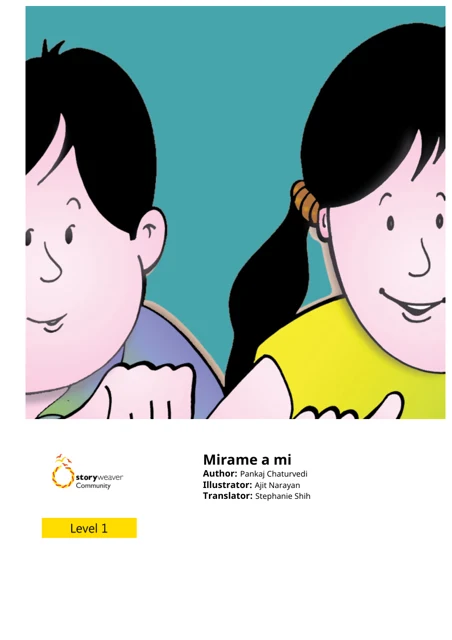 storyweaver
Community
Mirame a mi
Author: Pankaj Chaturvedi
Illustrator: Ajit Narayan
Translator: Stephanie Shih
Level 1